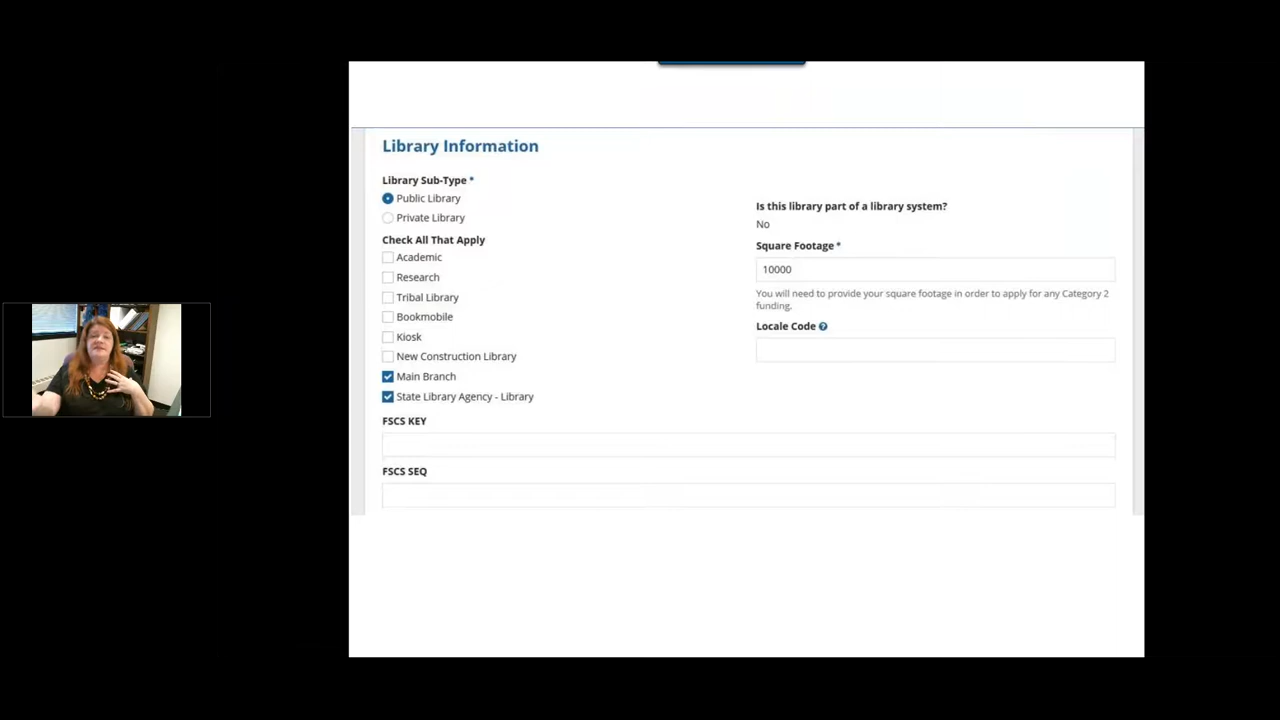 Library Information
Library Sub-Type *
Public Library
Private Library
Check All That Apply
Academic
Research
Tribal Library
Bookmobile
Kiosk
New Construction Library
Main Branch
State Library Agency - Library
Is this library part of a library system?
No
Square Footage *
10000
You will need to provide your square footage in order to apply for any Category 2
funding.
Locale Code ?
FSCS KEY
FSCS SEQ